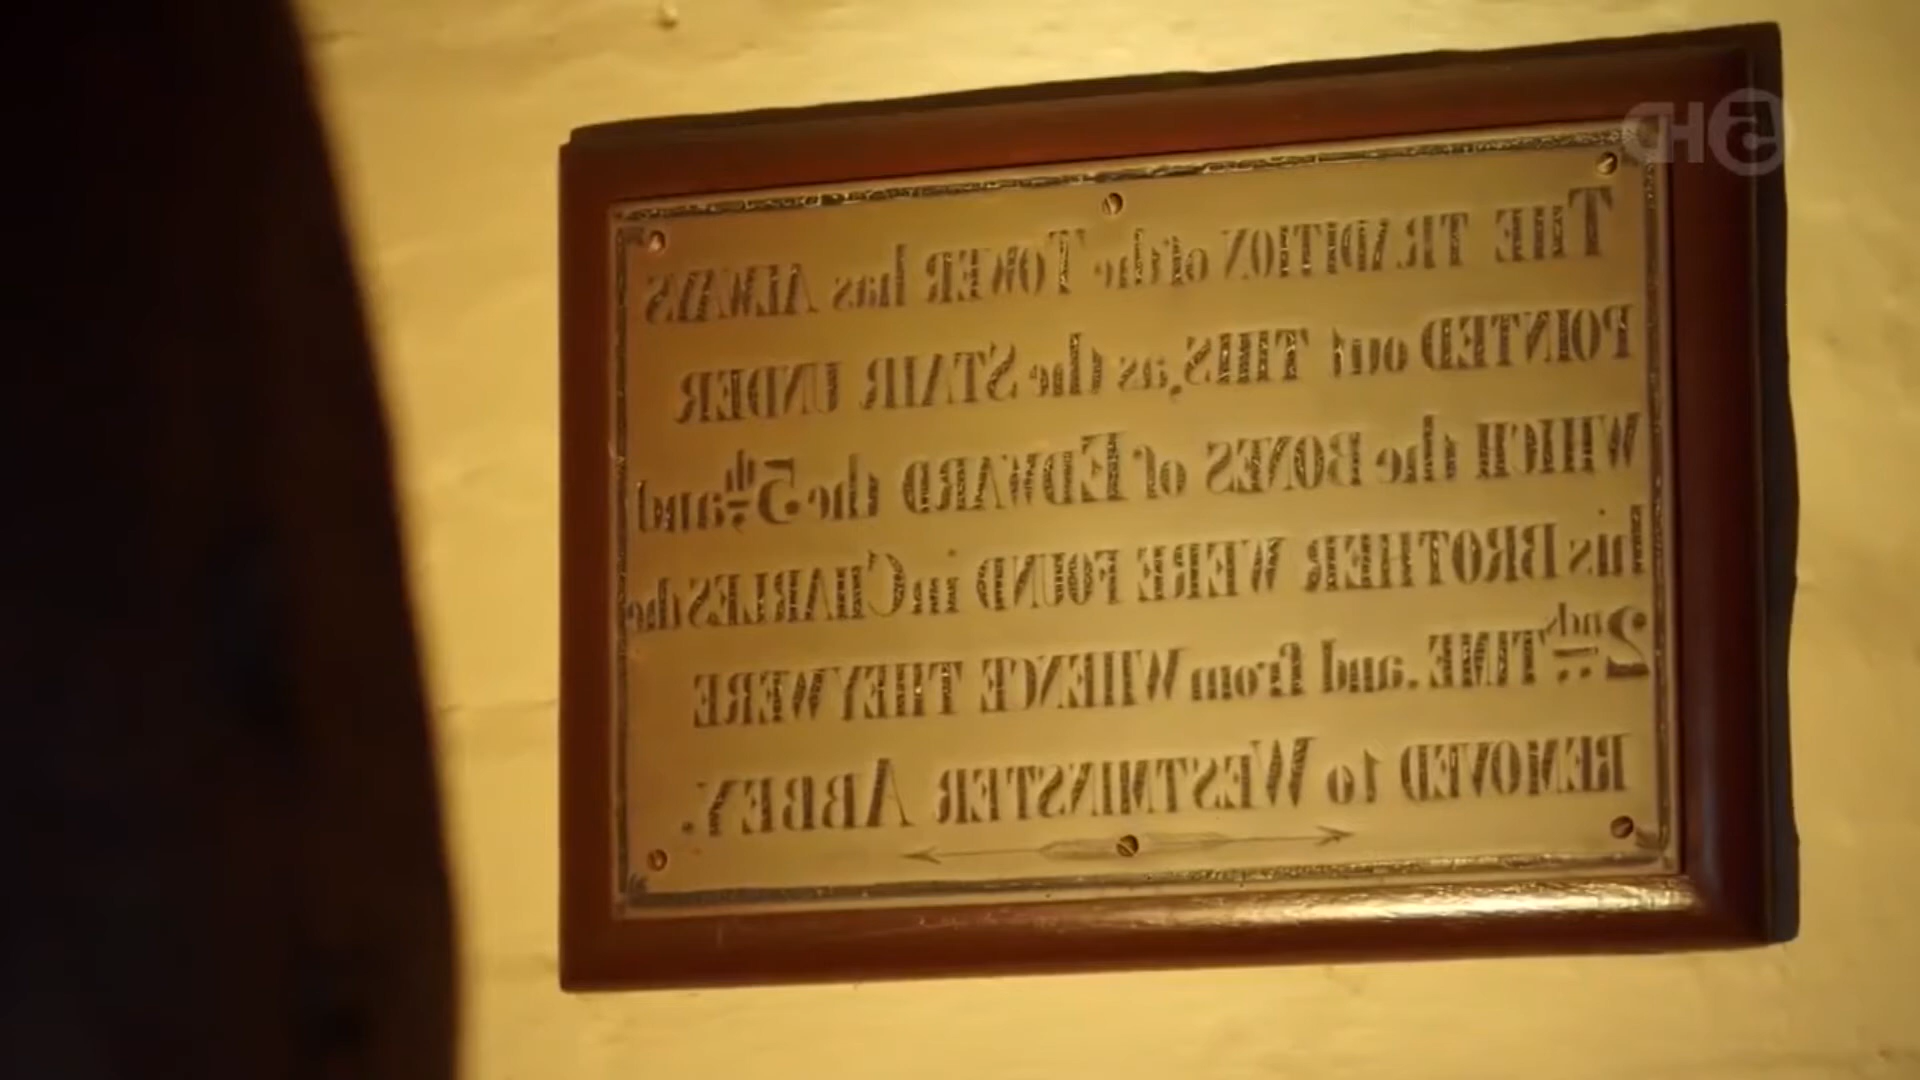 THE TRADITION of the TOWER has ALWAYS
POINTED out THIS, as the STAIR UNDER
WHICH the BONES of EDWARD the 5th and
his BROTHER WERE FOUND in CHARLES the
2nd's TIME, and from WHENCE THEY WERE
REMOVED to WESTMINSTER ABBEY.
5 HD